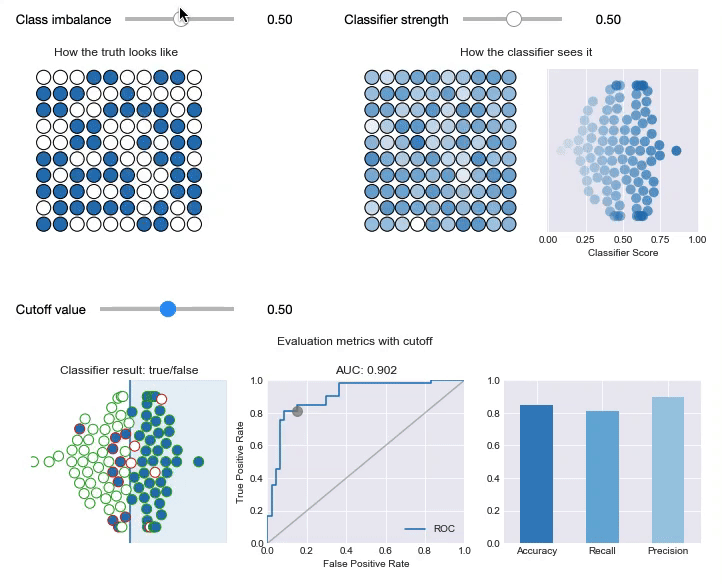 Class imbalance 0.50 Classifier strength 0.50
How the truth looks like How the classifier sees it
0.00 0.25 0.50 0.75 1.00
Classifier Score
Cutoff value 0.50
Evaluation metrics with cutoff
Classifier result: true/false
AUC: 0.902
1.0
0.8
0.6
0.4
0.2
0.0
True Positive Rate
ROC
0.0 0.2 0.4 0.6 0.8 1.0
False Positive Rate
1.0
0.8
0.6
0.4
0.2
0.0
Accuracy Recall Precision